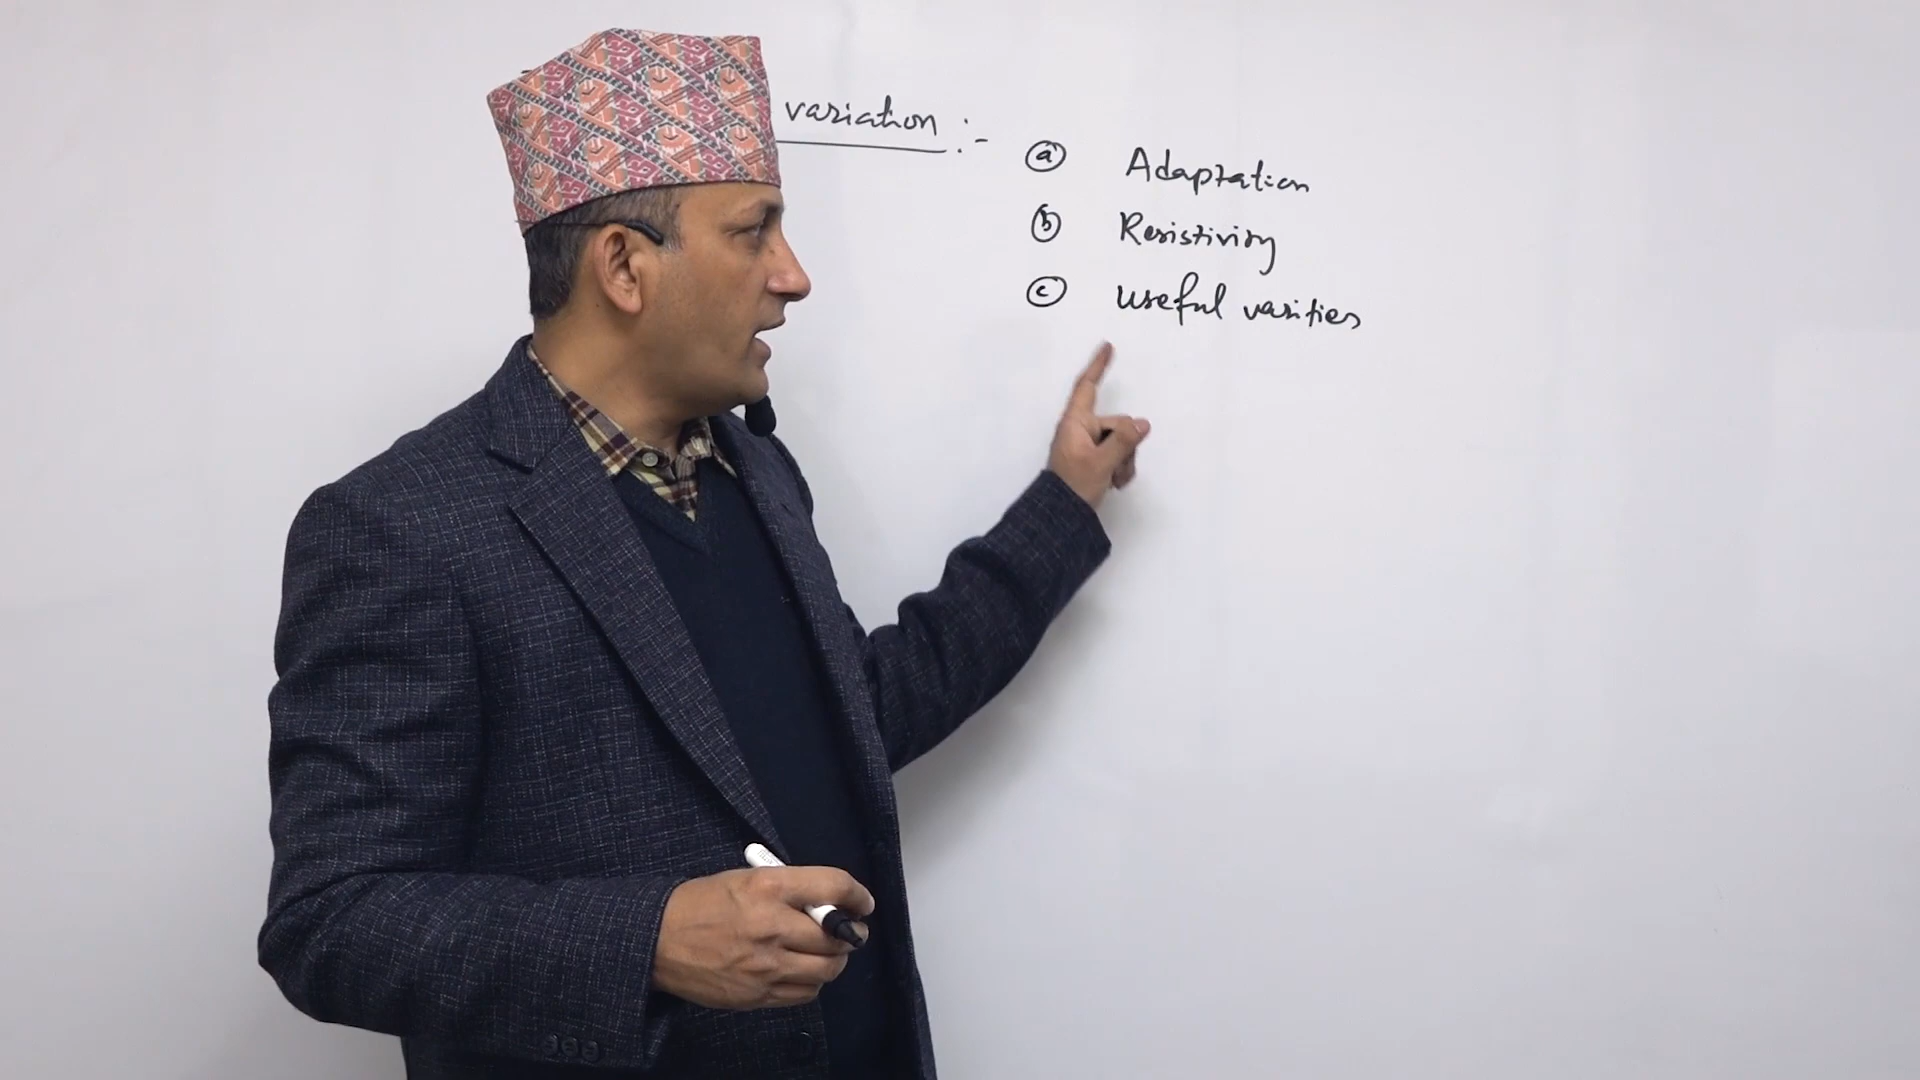 variation :-
(a) Adaptation
(b) Resistivity
(c) Useful varities